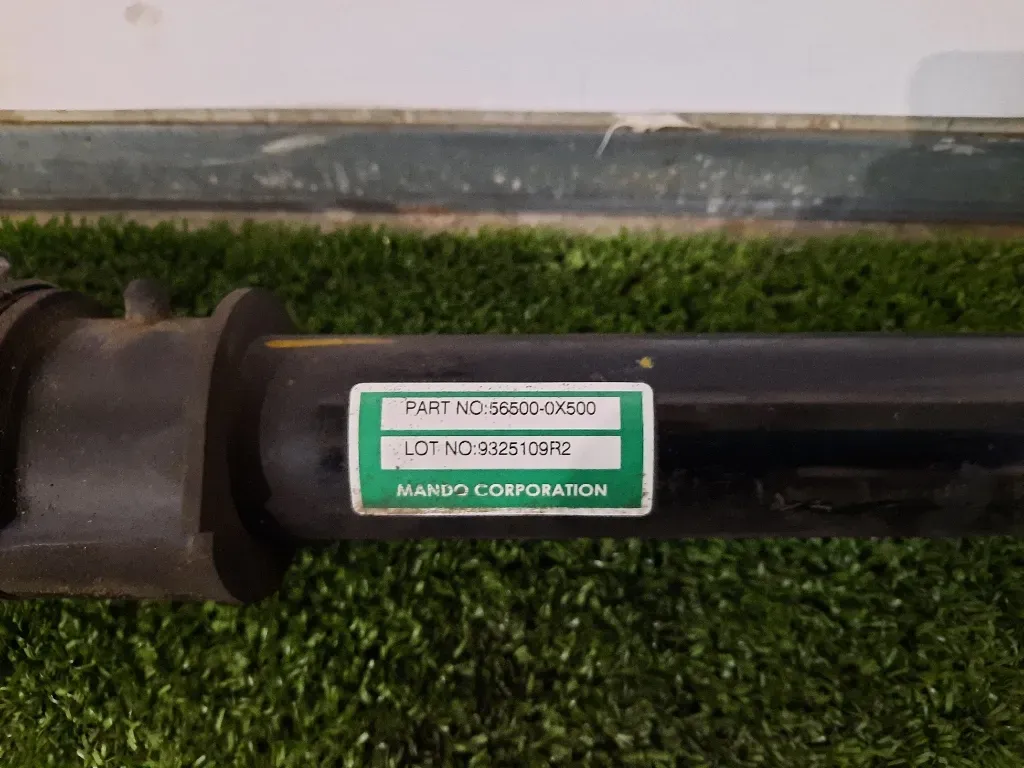 PART NO:56500-0X500
LOT NO:9325109R2
MANDO CORPORATION